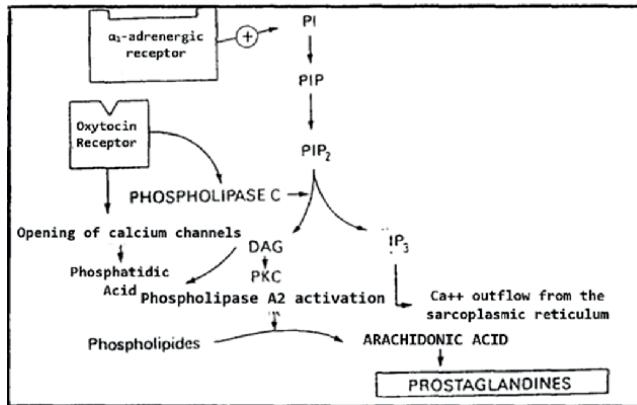 α₁-adrenergic
receptor
+
PI
PIP
Oxytocin
Receptor
PIP₂
PHOSPHOLIPASE C
Opening of calcium channels
DAG
IP₃
Phosphatidic
Acid
PKC
Phospholipase A2 activation
Ca++ outflow from the
sarcoplasmic reticulum
Phospholipides
ARACHIDONIC ACID
PROSTAGLANDINES